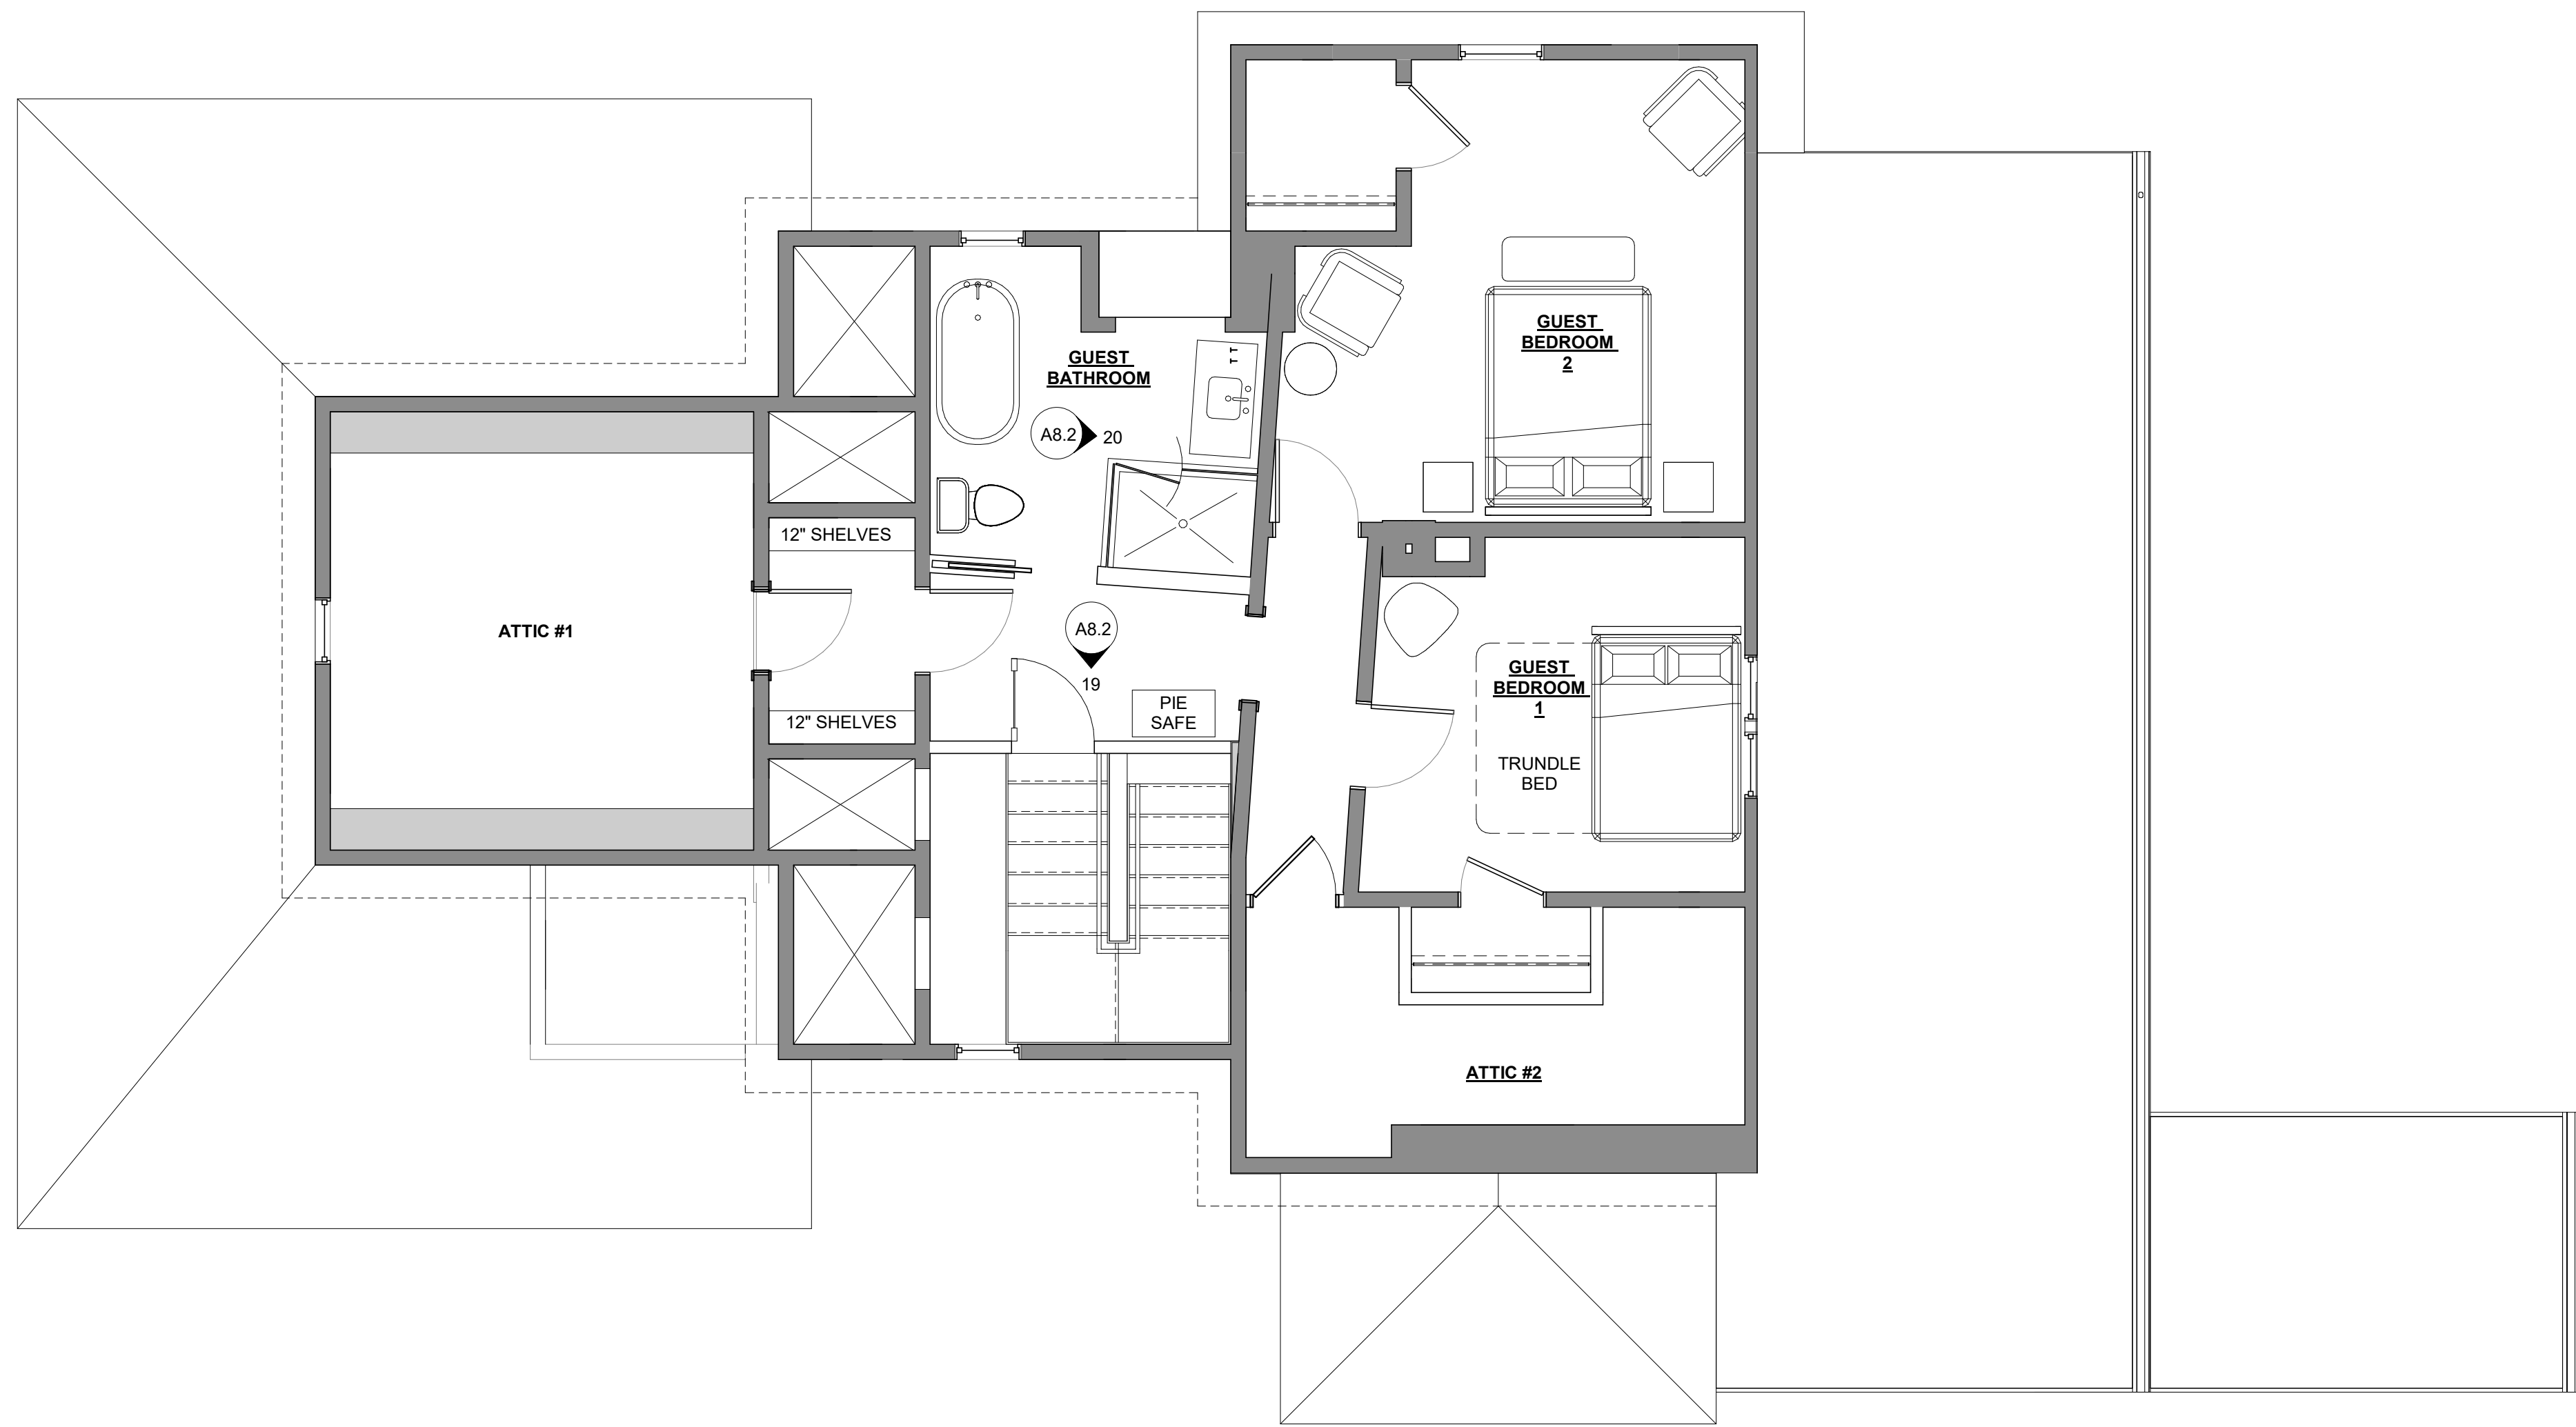 GUEST
BEDROOM
2
GUEST
BATHROOM
A8.2
20
12" SHELVES
ATTIC #1
A8.2
19
12" SHELVES
PIE
SAFE
GUEST
BEDROOM
1
TRUNDLE
BED
ATTIC #2